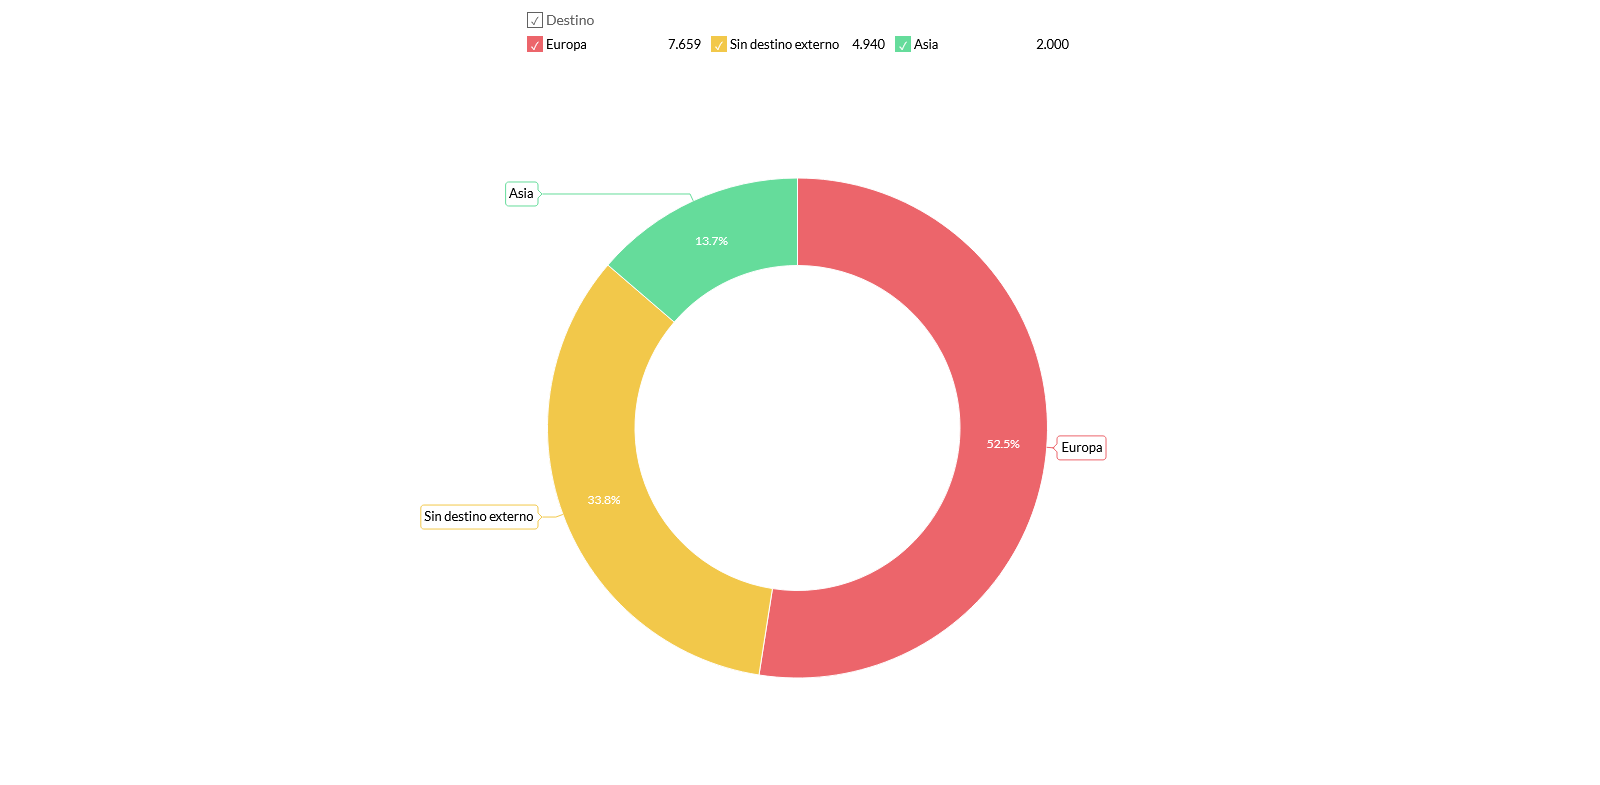 Destino
Europa 7.659 Sin destino externo 4.940 Asia 2.000
Asia
13.7%
52.5%
Europa
33.8%
Sin destino externo